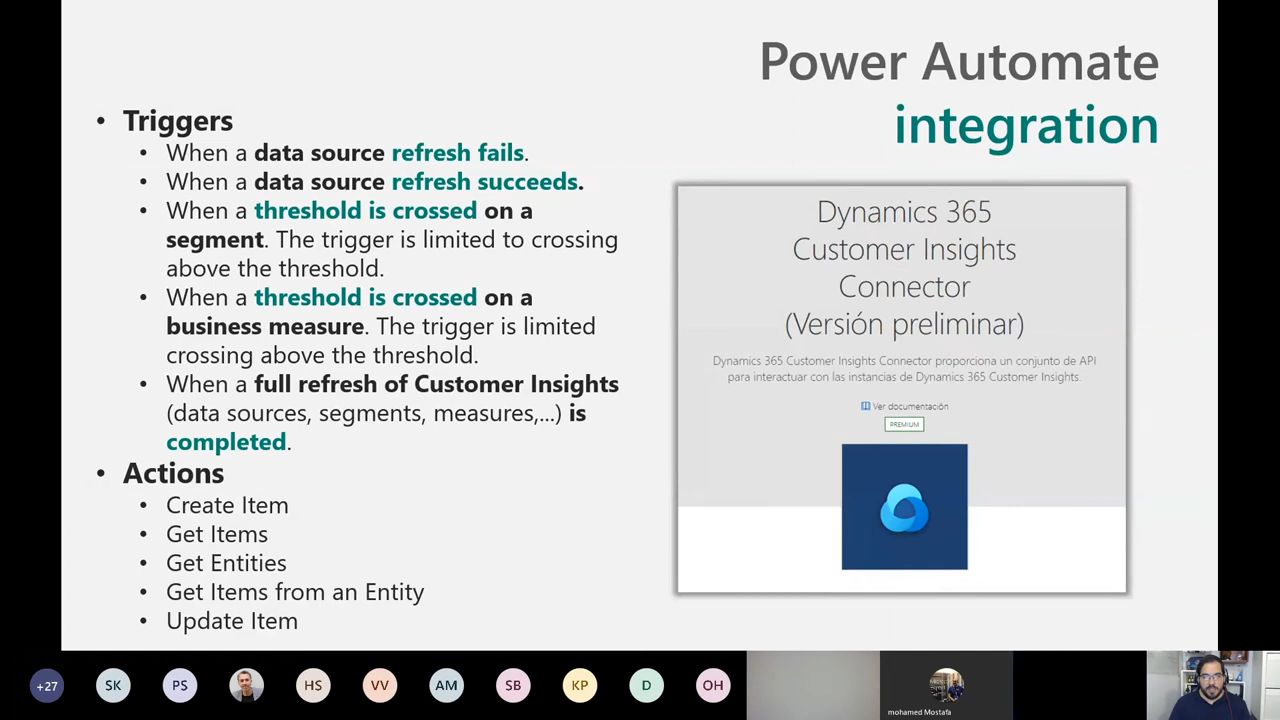 Power Automate
integration
• Triggers
• When a data source refresh fails.
• When a data source refresh succeeds.
• When a threshold is crossed on a
segment. The trigger is limited to crossing
above the threshold.
• When a threshold is crossed on a
business measure. The trigger is limited
crossing above the threshold.
• When a full refresh of Customer Insights
(data sources, segments, measures,...) is
completed.
• Actions
• Create Item
• Get Items
• Get Entities
• Get Items from an Entity
• Update Item
Dynamics 365
Customer Insights
Connector
(Versión preliminar)
Dynamics 365 Customer Insights Connector proporciona un conjunto de API
para interactuar con las instancias de Dynamics 365 Customer Insights.
Ver documentación
PREMIUM
+27 SK PS HS VV AM SB KP D OH
mohamed Mostafa